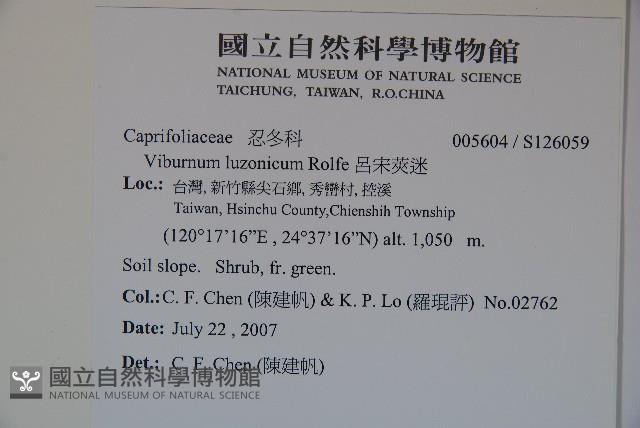 國立自然科學博物館
NATIONAL MUSEUM OF NATURAL SCIENCE
TAICHUNG, TAIWAN, R.O.CHINA
Caprifoliaceae 忍冬科 005604 / S126059
Viburnum luzonicum Rolfe 呂宋莢迷
Loc.: 台灣, 新竹縣尖石鄉, 秀巒村, 控溪
Taiwan, Hsinchu County,Chienshih Township
(120°17’16”E , 24°37’16”N) alt. 1,050 m.
Soil slope. Shrub, fr. green.
Col.:C. F. Chen (陳建帆) & K. P. Lo (羅琨評) No.02762
Date: July 22 , 2007
Det.: C. F. Chen (陳建帆)
國立自然科學博物館
NATIONAL MUSEUM OF NATURAL SCIENCE